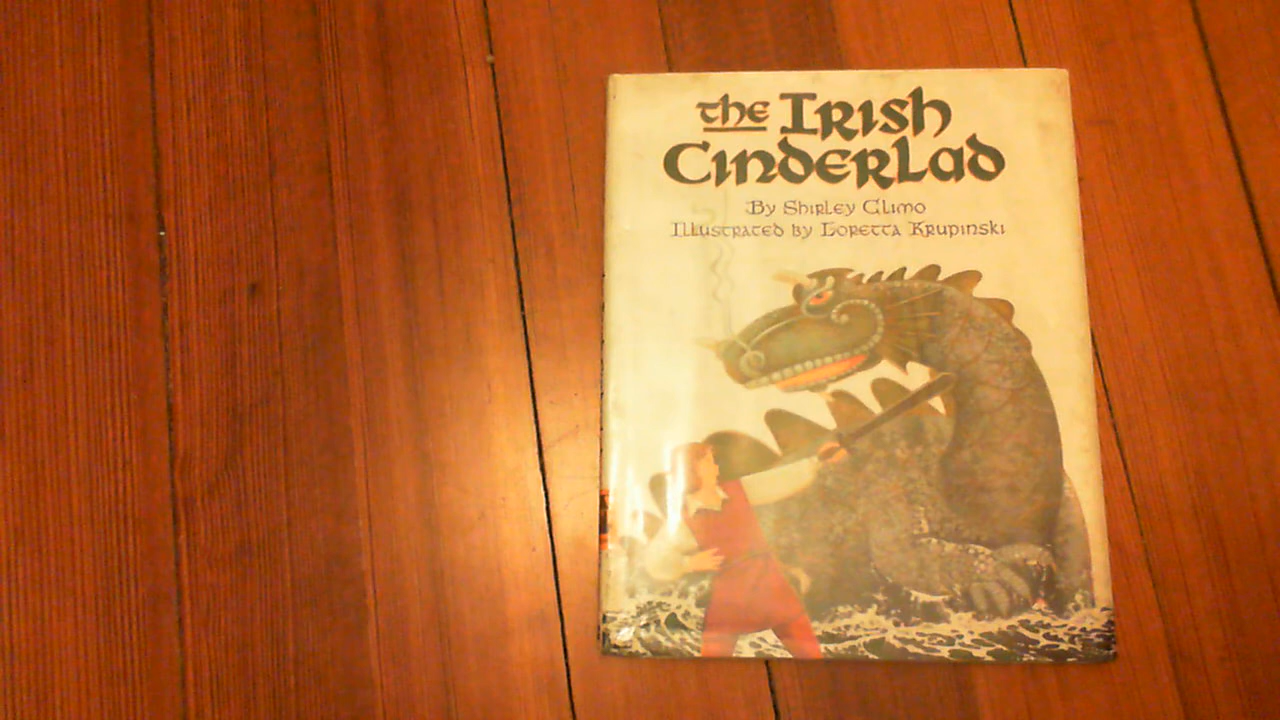 the Irish
Cinderlad
By Shirley Climo
Illustrated by Loretta Krupinski